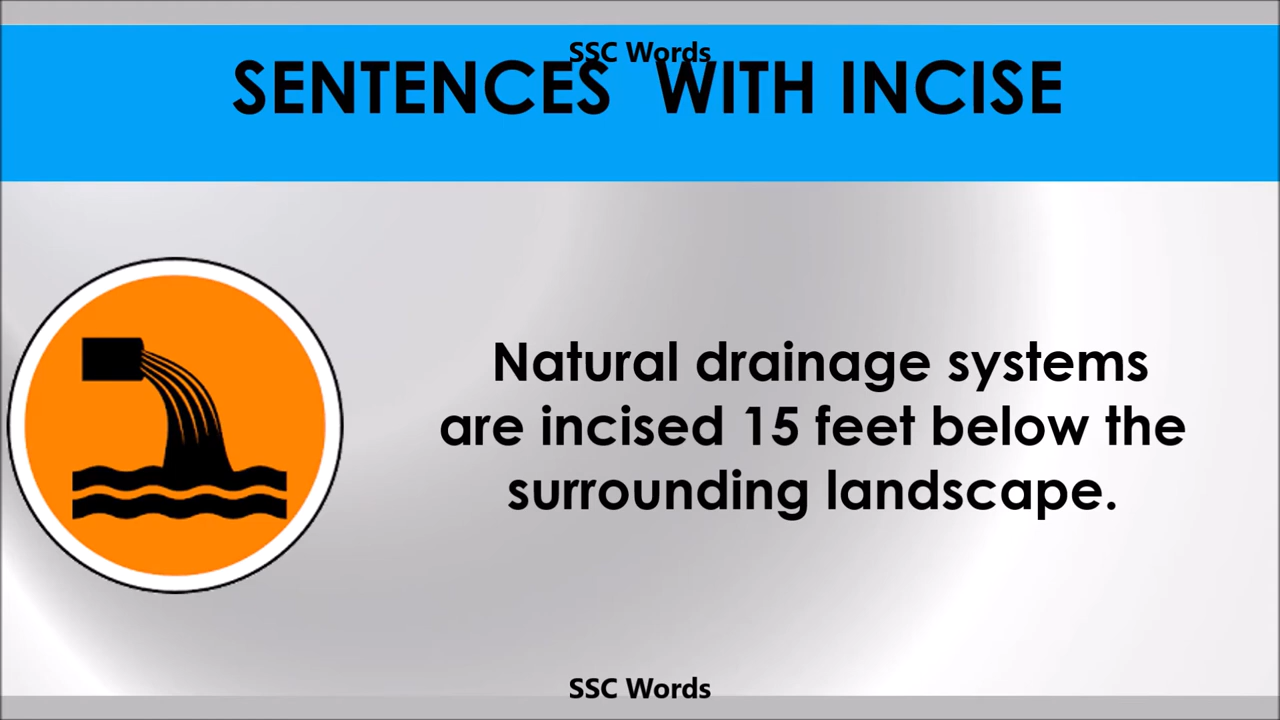 SSC Words
SENTENCES WITH INCISE
Natural drainage systems
are incised 15 feet below the
surrounding landscape.
SSC Words